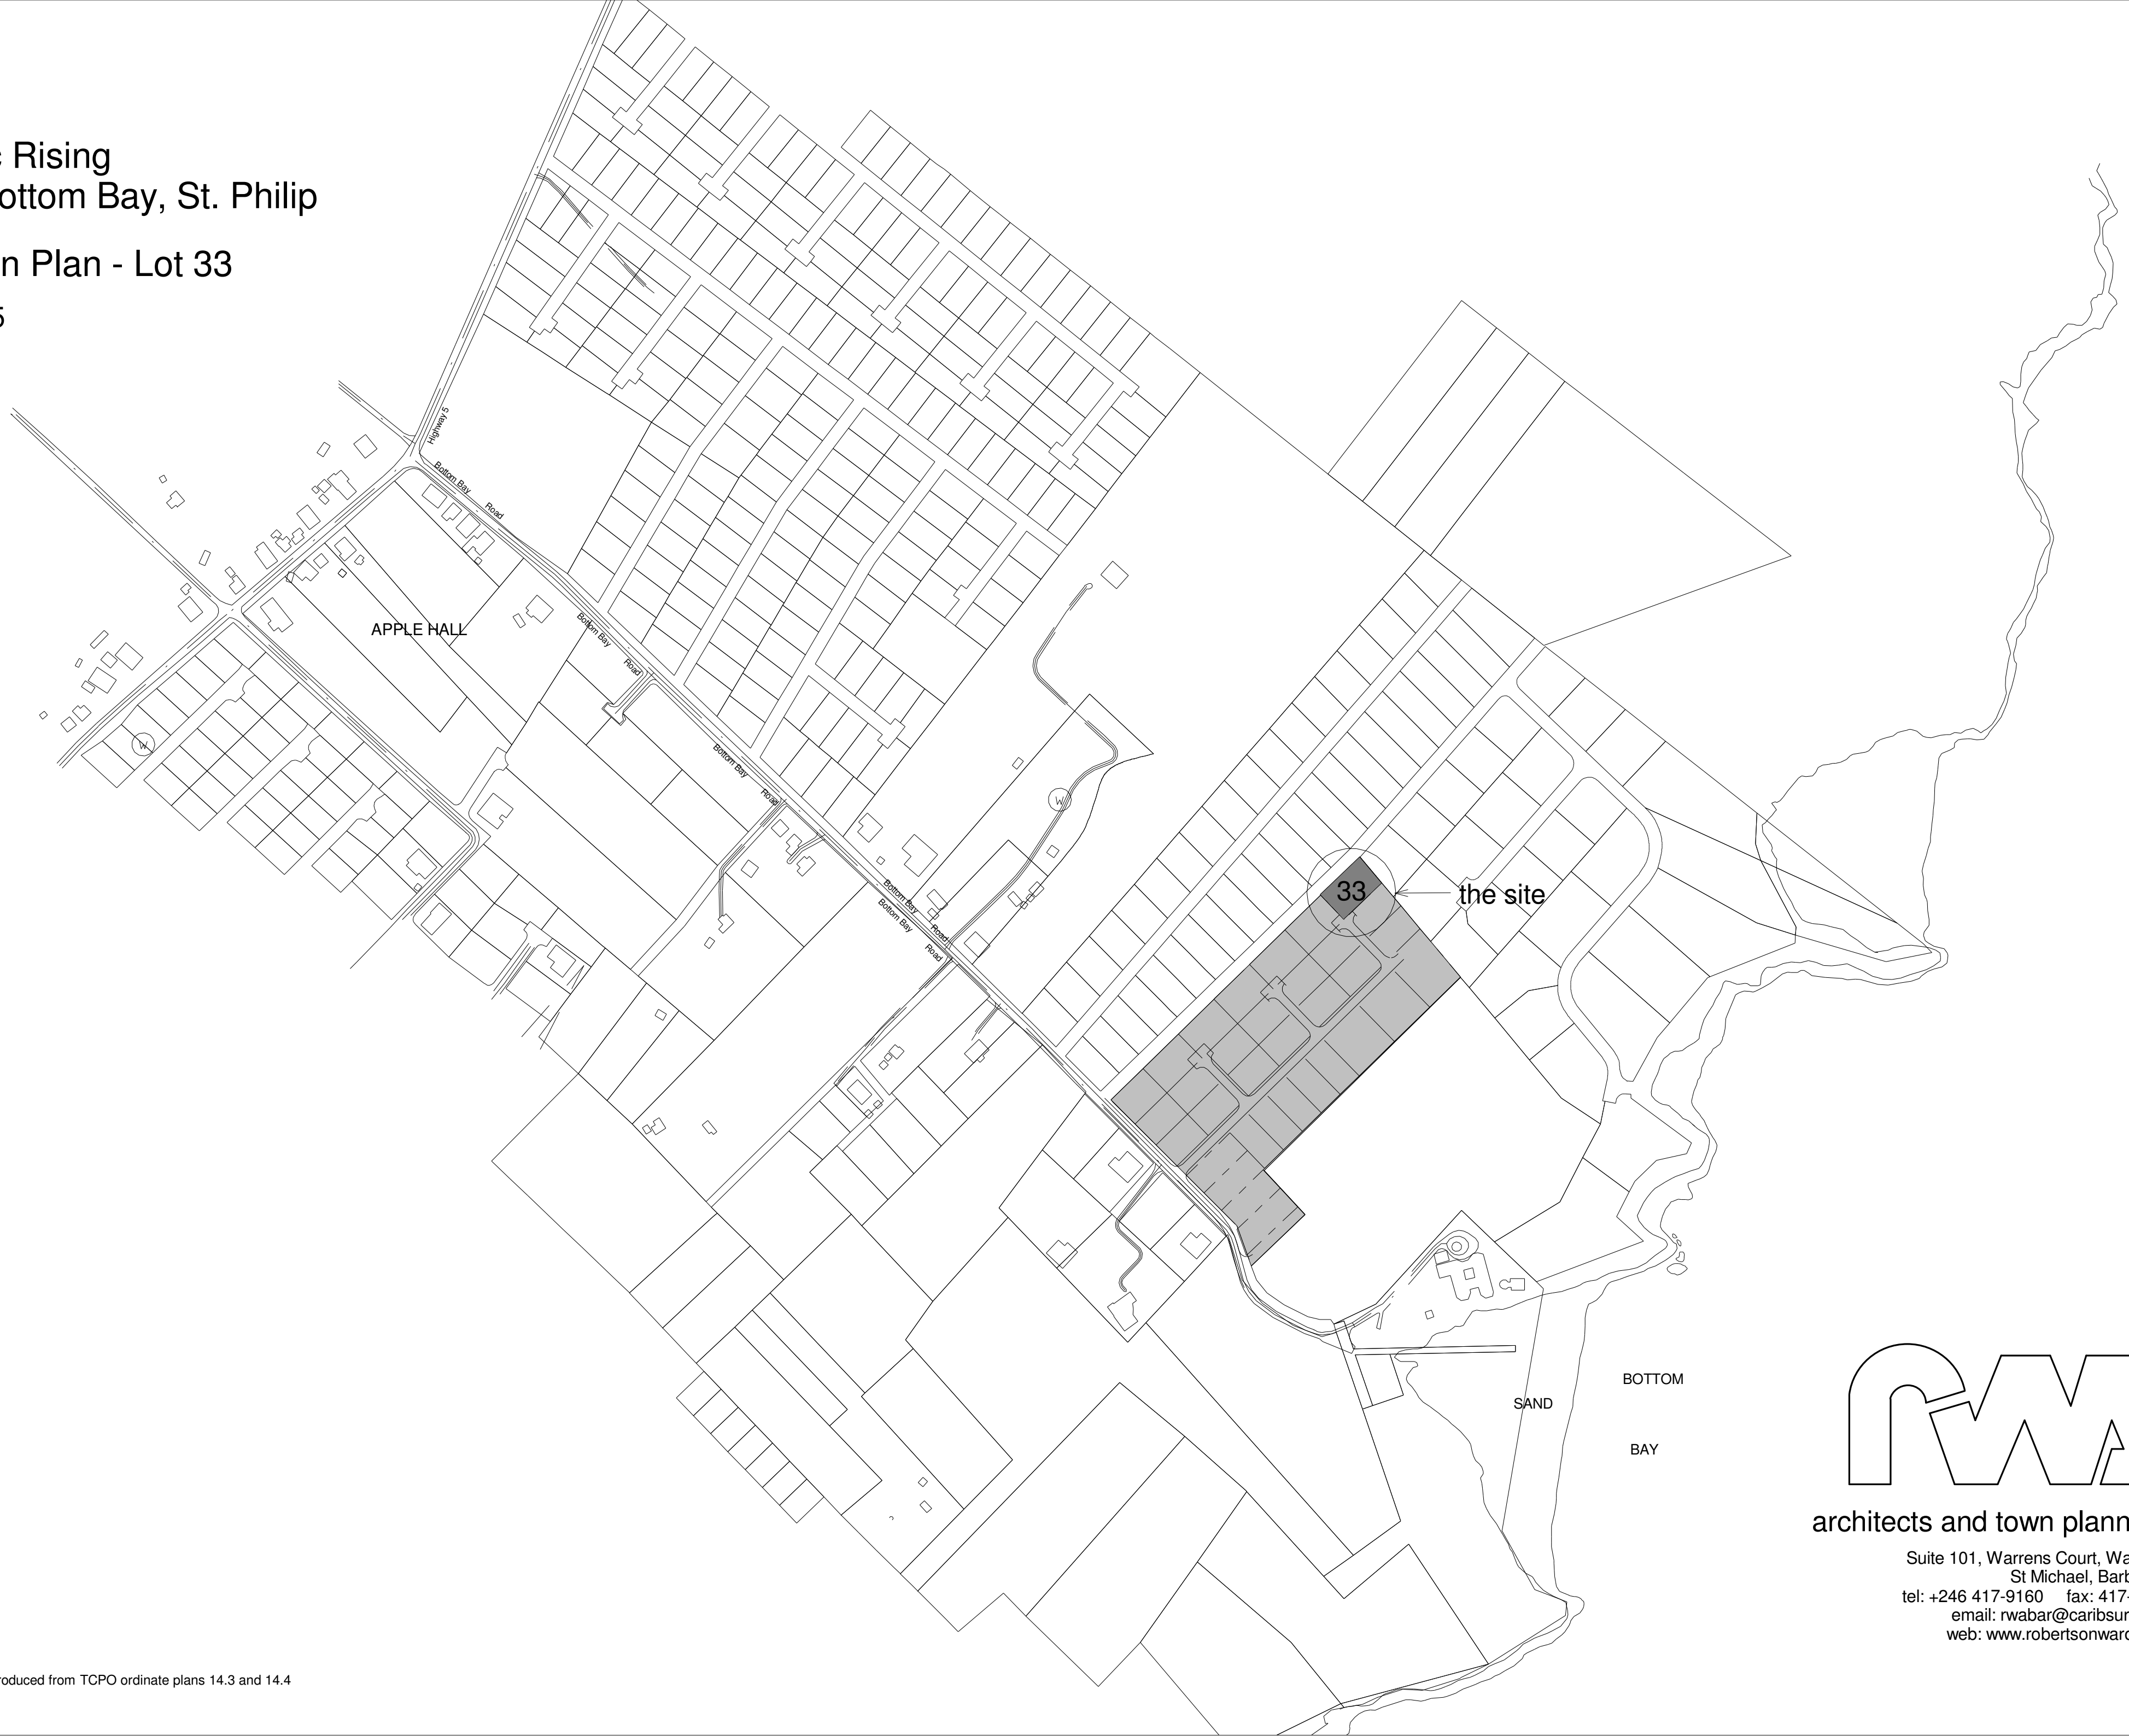 Rising
ottom Bay, St. Philip
n Plan - Lot 33
5
Highway 5
Bottom Bay
Road
APPLE HALL
Bottom Bay
Road
W
Bottom Bay
Road
W
Bottom Bay
Road
Bottom Bay
Road
33
the site
BOTTOM
SAND
BAY
rwa
architects and town plann
Suite 101, Warrens Court, Wa
St Michael, Barb
tel: +246 417-9160 fax: 417-
email: rwabar@caribsur
web: www.robertsonward
roduced from TCPO ordinate plans 14.3 and 14.4